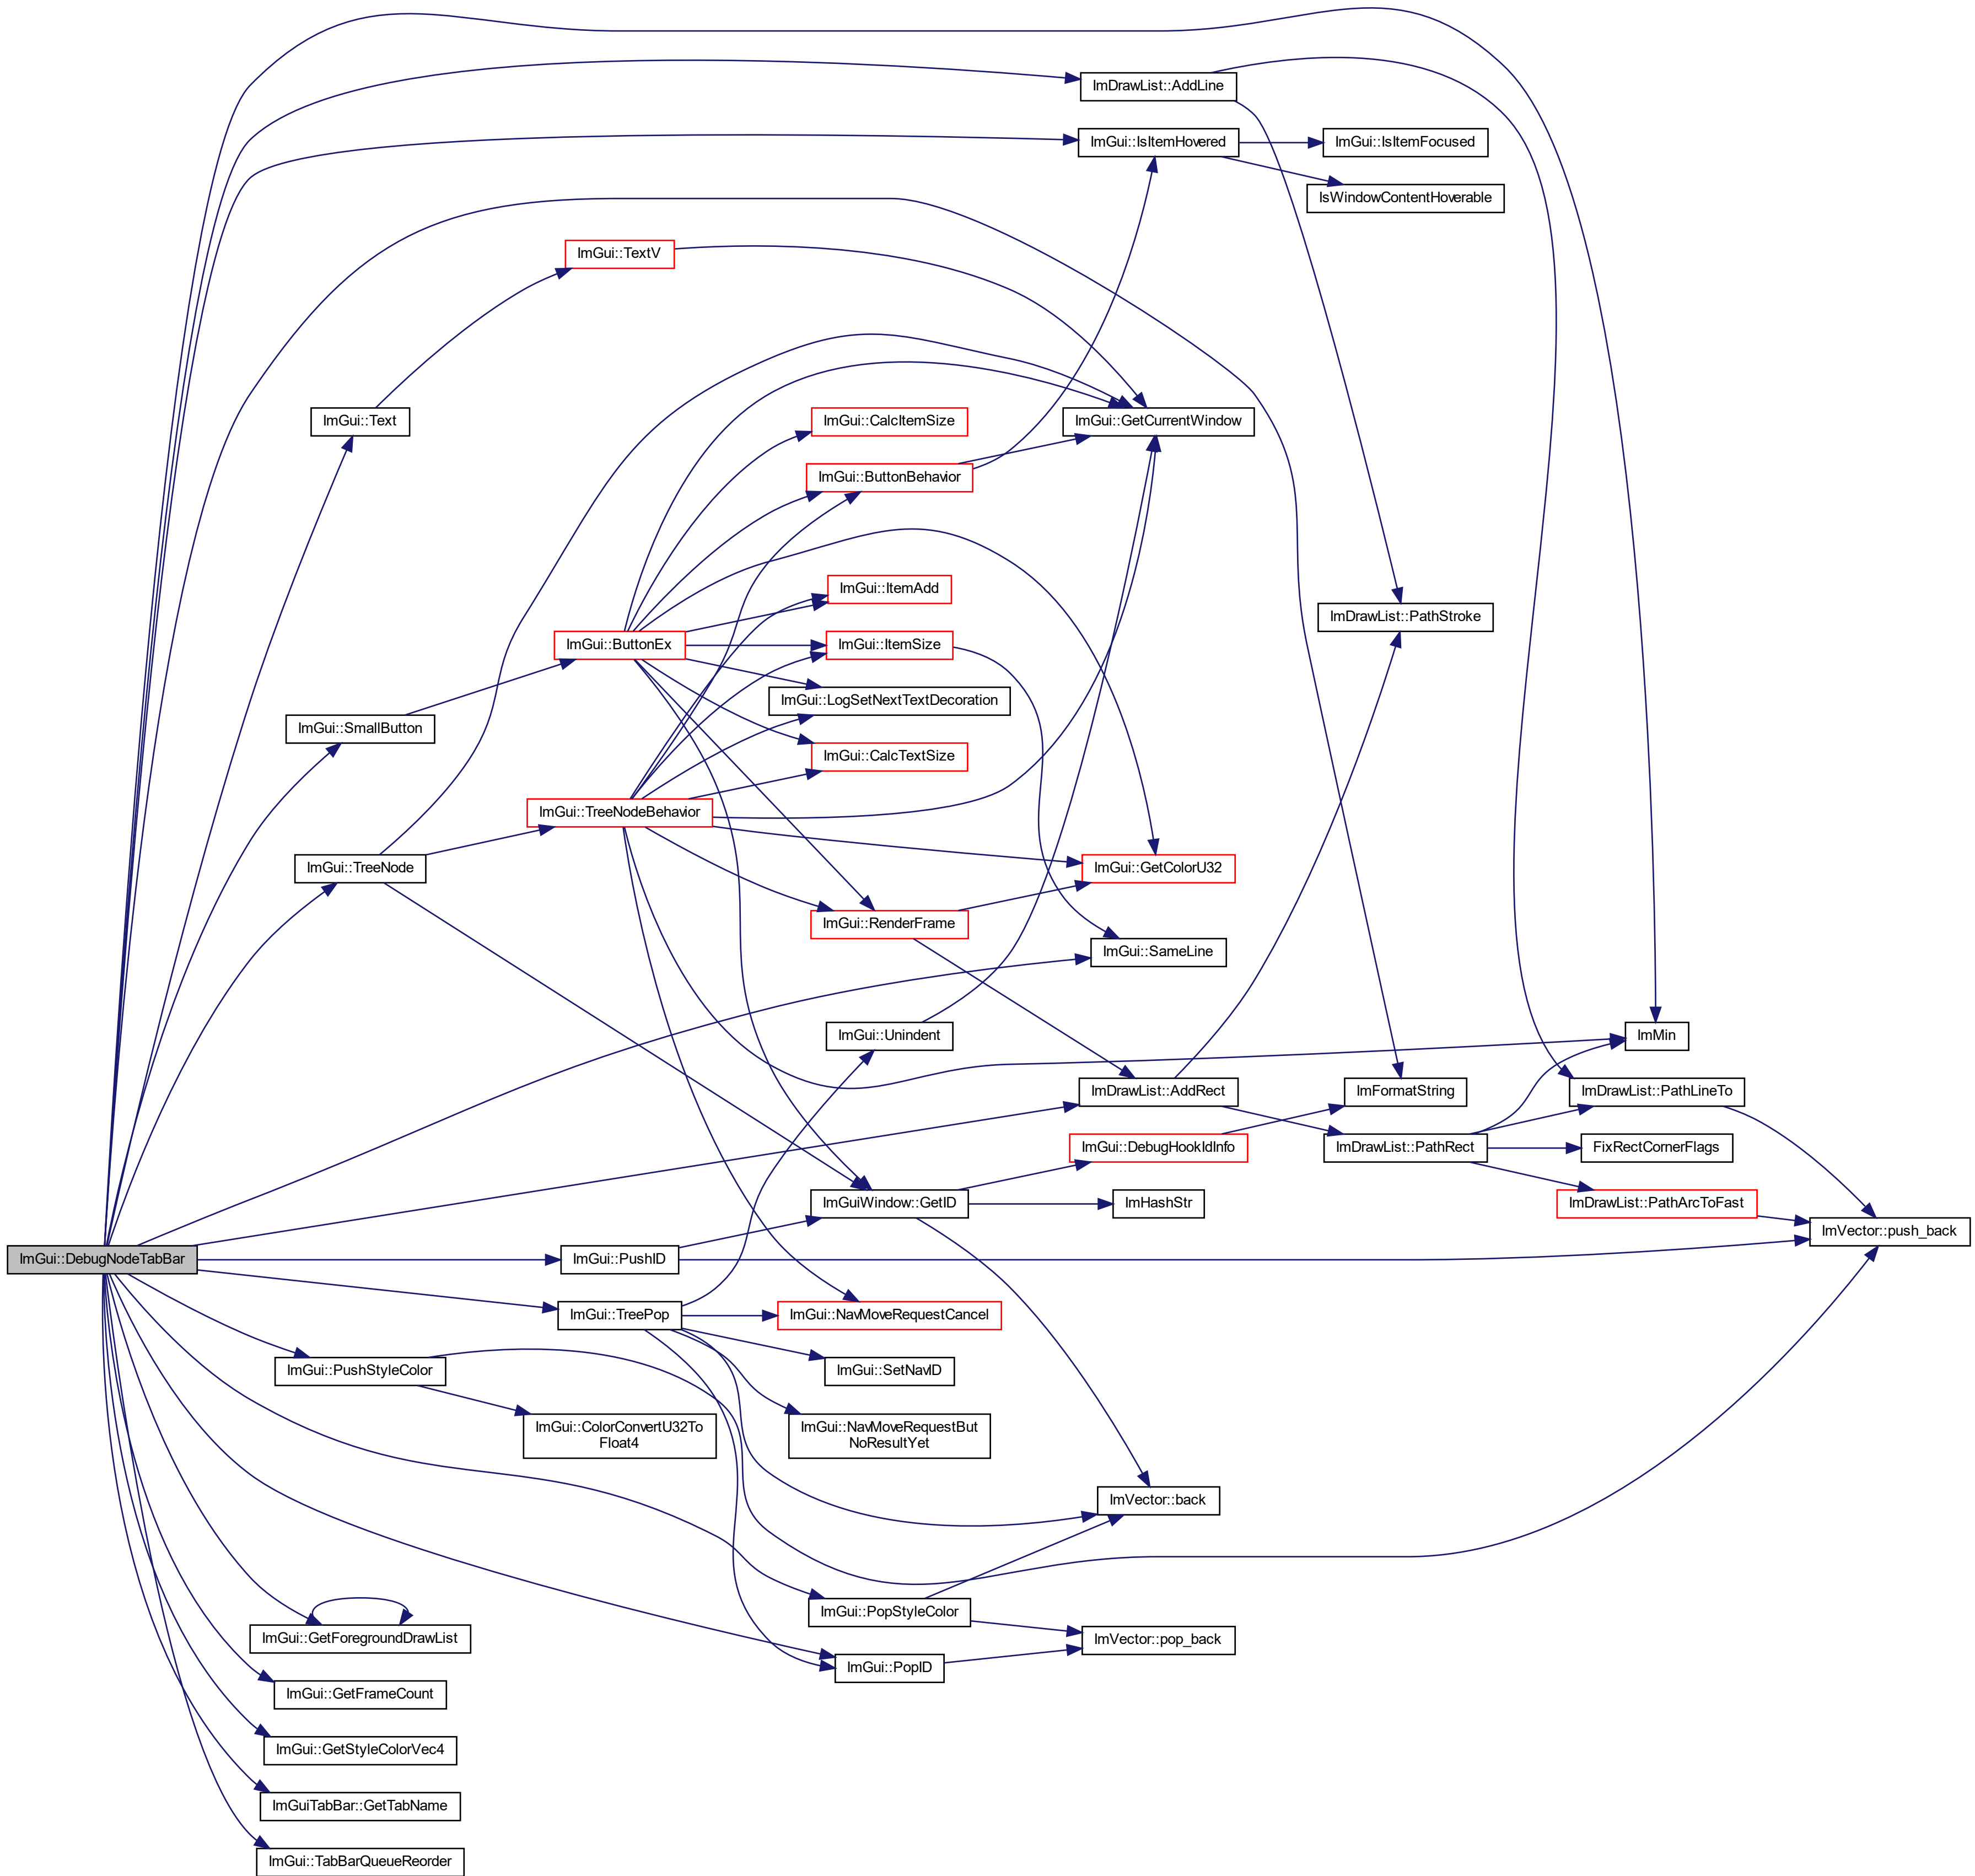 ImDrawList::AddLine
ImGui::IsItemHovered
ImGui::IsItemFocused
IsWindowContentHoverable
ImGui::TextV
ImGui::Text
ImGui::CalcItemSize
ImGui::GetCurrentWindow
ImGui::ButtonBehavior
ImGui::ItemAdd
ImDrawList::PathStroke
ImGui::ButtonEx
ImGui::ItemSize
ImGui::LogSetNextTextDecoration
ImGui::SmallButton
ImGui::CalcTextSize
ImGui::TreeNodeBehavior
ImGui::TreeNode
ImGui::GetColorU32
ImGui::RenderFrame
ImGui::SameLine
ImGui::Unindent
ImMin
ImDrawList::AddRect
ImFormatString
ImDrawList::PathLineTo
ImGui::DebugHookIdInfo
ImDrawList::PathRect
FixRectCornerFlags
ImGuiWindow::GetID
ImHashStr
ImDrawList::PathArcToFast
ImVector::push_back
ImGui::DebugNodeTabBar
ImGui::PushID
ImGui::TreePop
ImGui::NavMoveRequestCancel
ImGui::PushStyleColor
ImGui::SetNavID
ImGui::ColorConvertU32To
Float4
ImGui::NavMoveRequestBut
NoResultYet
ImVector::back
ImGui::PopStyleColor
ImGui::GetForegroundDrawList
ImVector::pop_back
ImGui::PopID
ImGui::GetFrameCount
ImGui::GetStyleColorVec4
ImGuiTabBar::GetTabName
ImGui::TabBarQueueReorder